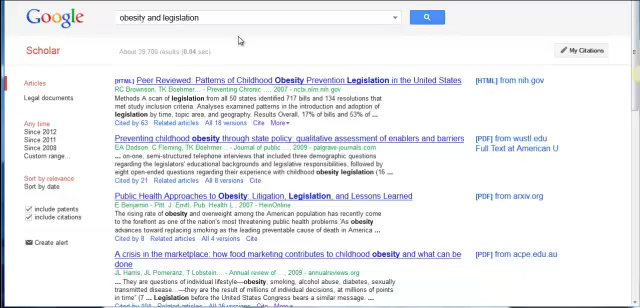 Google
obesity and legislation
Scholar
About 39,700 results (0.04 sec)
My Citations
Articles
Legal documents
Any time
Since 2012
Since 2011
Since 2008
Custom range...
Sort by relevance
Sort by date
include patents
include citations
Create alert
[HTML] Peer Reviewed: Patterns of Childhood Obesity Prevention Legislation in the United States
RC Brownson, TK Boehmer... - Preventing Chronic ..., 2007 - ncbi.nlm.nih.gov
Methods A scan of legislation from all 50 states identified 717 bills and 134 resolutions that
met study inclusion criteria. Analyses examined patterns in the introduction and adoption of
legislation by time, topic area, and geography. Results Overall, 17% of bills and 53% of ...
Cited by 63 Related articles All 18 versions Cite More
[HTML] from nih.gov
Preventing childhood obesity through state policy qualitative assessment of enablers and barriers
EA Dodson, C Fleming, TK Boehmer... - Journal of public ..., 2009 - palgrave-journals.com
... on-one, semi-structured telephone interviews that included three demographic questions
regarding the legislators' educational backgrounds and legislative responsibilities, followed by
eight open-ended questions regarding their experience with childhood obesity legislation (16 ...
Cited by 21 Related articles All 8 versions Cite
[PDF] from wustl.edu
Full Text at American U
Public Health Approaches to Obesity: Litigation, Legislation, and Lessons Learned
E Benjamin - Pitt. J. Envtl. Pub. Health L., 2007 - HeinOnline
The rising rate of obesity and overweight among the American population has recently come
to the forefront as one of the nation's most threatening public health problems 'As obesity
advances toward replacing smoking as the leading preventable cause of death in America ...
Cited by 8 Related articles All 4 versions Cite
[PDF] from arxiv.org
A crisis in the marketplace: how food marketing contributes to childhood obesity and what can be
done
JL Harris, JL Pomeranz, T Lobstein... - Annual review of ..., 2009 - annualreviews.org
... They are questions of individual lifestyle—obesity, smoking, alcohol abuse, diabetes, sexually
transmitted disease. ...—they are the result of millions of individual decisions, at millions of points
in time" (7 ... Legislation before the United States Congress bears a similar message. ...
[PDF] from acpe.edu.au